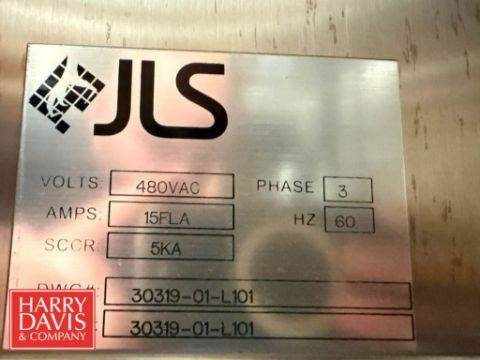 JLS
VOLTS: 480VAC PHASE 3
AMPS: 15FLA HZ 60
SCCR: 5KA
30319-01-L101
30319-01-L101
HARRY
DAVIS
& COMPANY